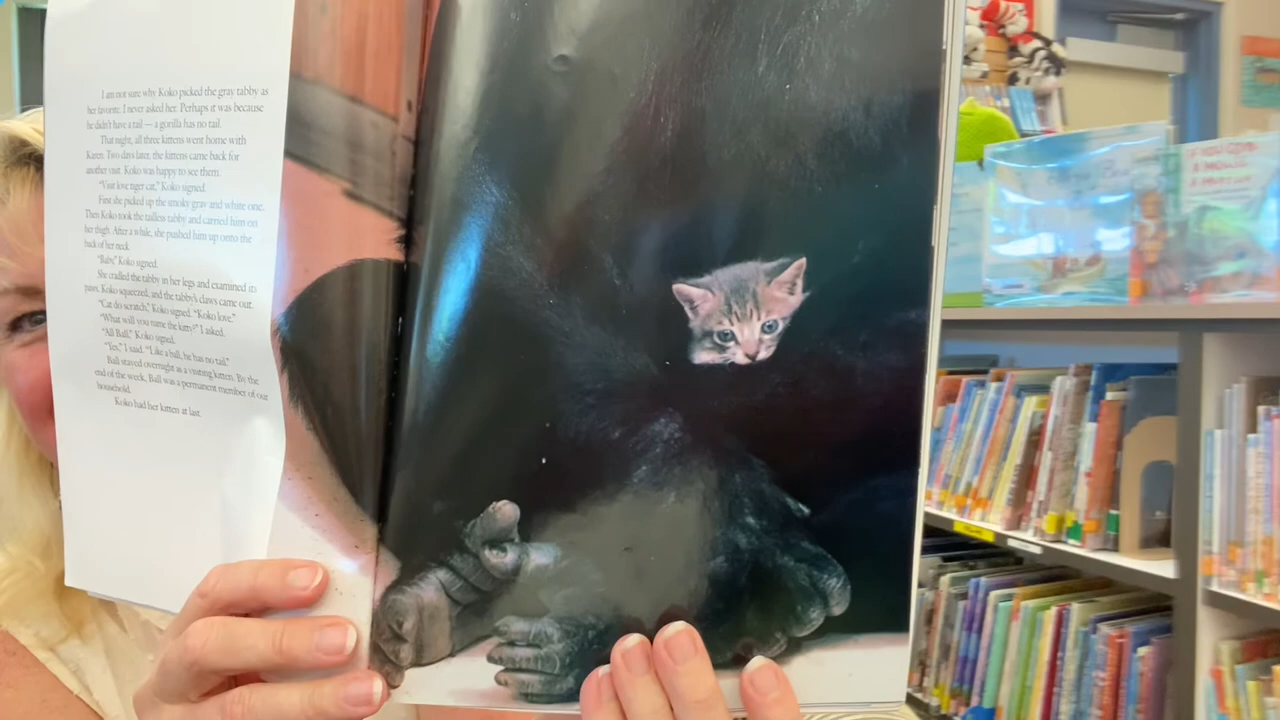 I am not sure why Koko picked the gray tabby as
her favorite. I never asked her. Perhaps it was because
he didn't have a tail — a gorilla has no tail.
That night, all three kittens went home with
Karen. Two days later, the kittens came back for
another visit. Koko was happy to see them.
"Visit love tiger cat," Koko signed.
First she picked up the smoky gray and white one.
Then Koko took the tailless tabby and carried him on
her thigh. After a while, she pushed him up onto the
back of her neck.
"Baby," Koko signed.
She cradled the tabby in her legs and examined its
paws. Koko squeezed, and the tabby's claws came out.
"Cat do scratch," Koko signed. "Koko love."
"What will you name the kitty?" I asked.
"All Ball," Koko signed.
"Yes," I said. "Like a ball, he has no tail."
Ball stayed overnight as a visiting kitten. By the
end of the week, Ball was a permanent member of our
household.
Koko had her kitten at last.
IF YOU GIVE
A MOUSE
A MUFFIN